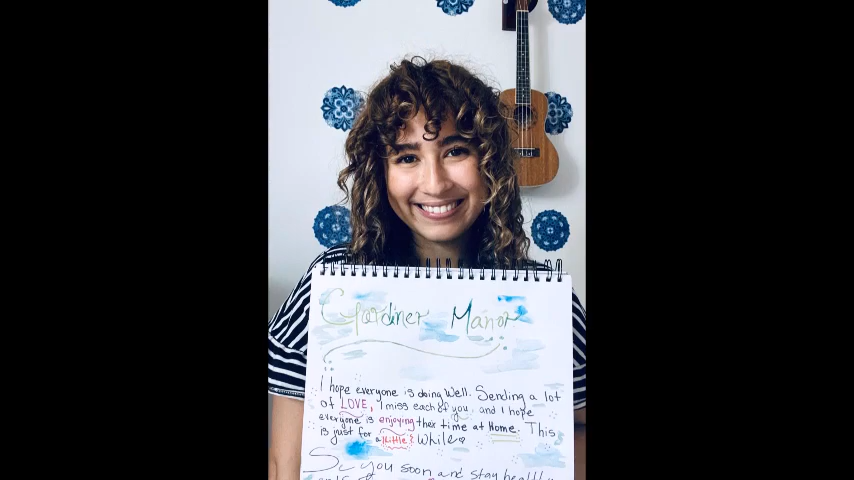 Gardiner Manor
I hope everyone is doing Well. Sending a lot
of LOVE, I miss each of you, and I hope
everyone is enjoying their time at Home. This
is just for a little while
See you soon and stay healthy